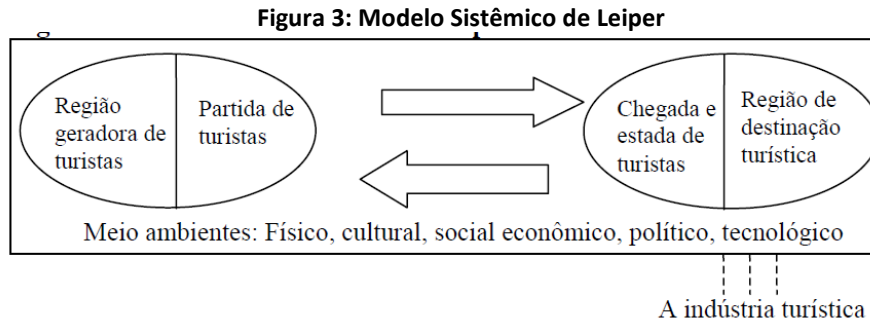 Figura 3: Modelo Sistêmico de Leiper
Região
geradora de
turistas
Partida de
turistas
Chegada e
estada de
turistas
Região de
destinação
turística
Meio ambientes: Físico, cultural, social econômico, político, tecnológico
A indústria turística